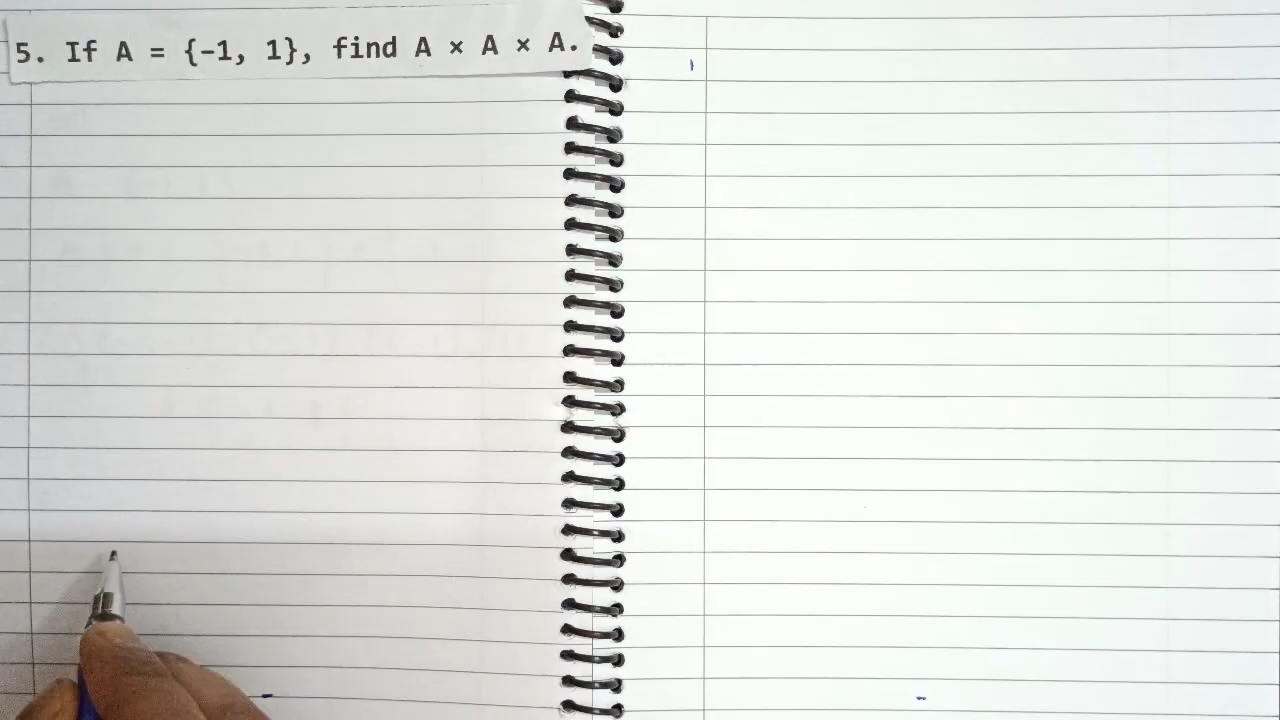 5. If A = {-1, 1}, find A × A × A.